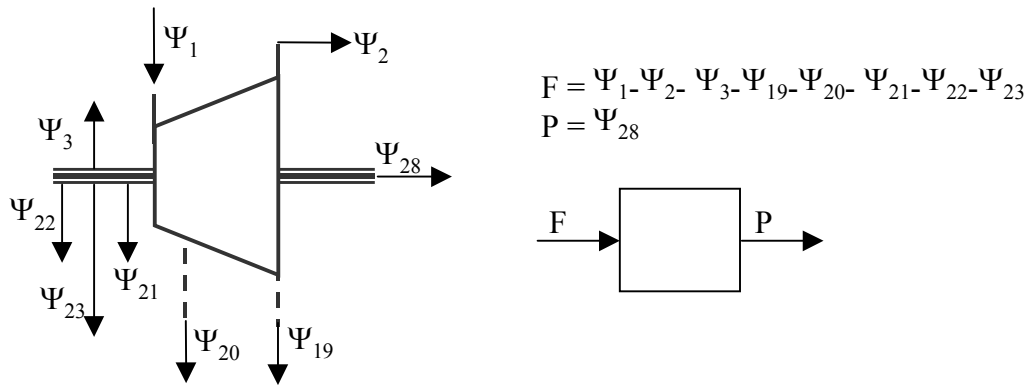 Ψ₁
Ψ₂
F = Ψ₁-Ψ₂- Ψ₃-Ψ₁₉-Ψ₂₀- Ψ₂₁-Ψ₂₂-Ψ₂₃
P = Ψ₂₈
Ψ₃
Ψ₂₈
Ψ₂₂
F
P
Ψ₂₃
Ψ₂₁
Ψ₂₀
Ψ₁₉